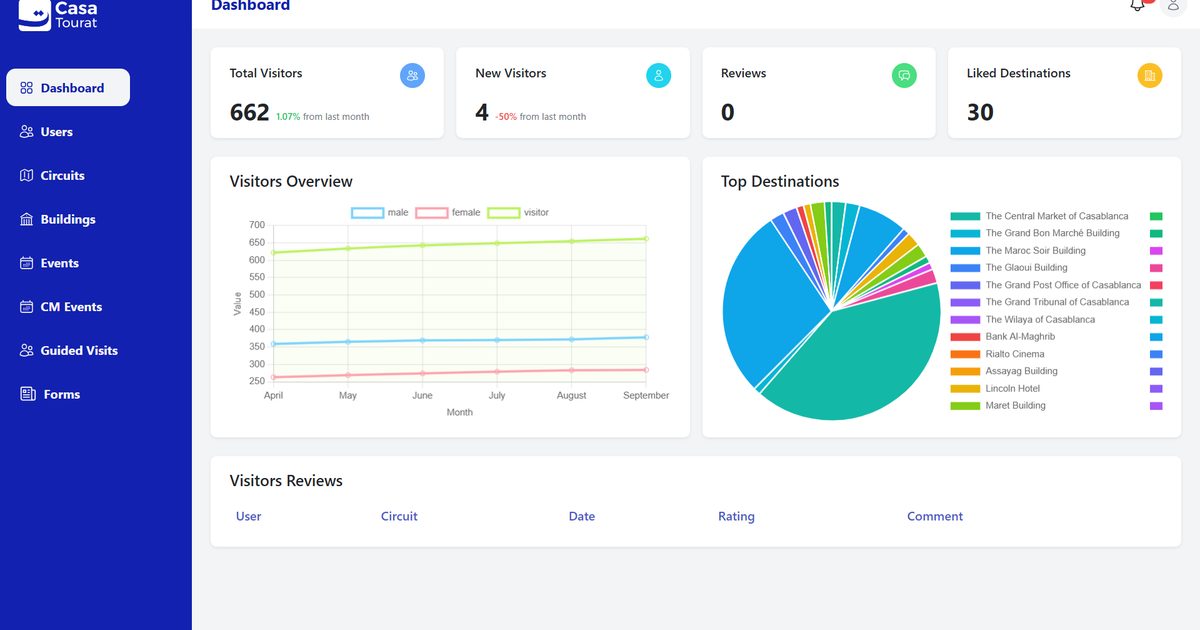 Casa
Tourat
Dashboard
Dashboard
Users
Circuits
Buildings
Events
CM Events
Guided Visits
Forms
Total Visitors
662 1.07% from last month
New Visitors
4 -50% from last month
Reviews
0
Liked Destinations
30
Visitors Overview
male female visitor
700
650
600
550
500
450
400
350
300
250
Value
April May June July August September
Month
Top Destinations
The Central Market of Casablanca
The Grand Bon Marché Building
The Maroc Soir Building
The Glaoui Building
The Grand Post Office of Casablanca
The Grand Tribunal of Casablanca
The Wilaya of Casablanca
Bank Al-Maghrib
Rialto Cinema
Assayag Building
Lincoln Hotel
Maret Building
Visitors Reviews
User Circuit Date Rating Comment